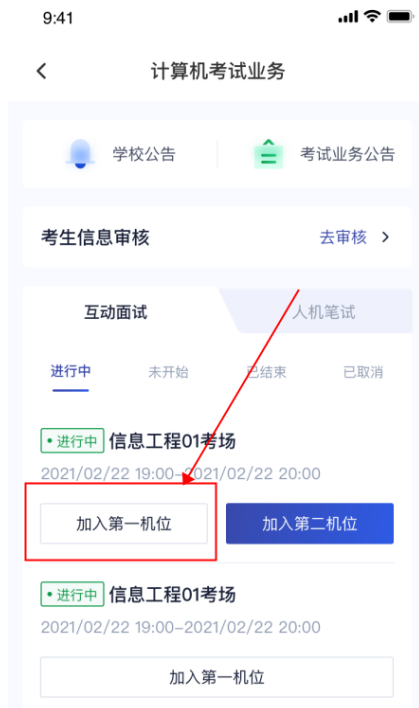 9:41
计算机考试业务
学校公告 考试业务公告
考生信息审核 去审核
互动面试 人机笔试
进行中 未开始 已结束 已取消
进行中 信息工程01考场
2021/02/22 19:00-2021/02/22 20:00
加入第一机位 加入第二机位
进行中 信息工程01考场
2021/02/22 19:00-2021/02/22 20:00
加入第一机位